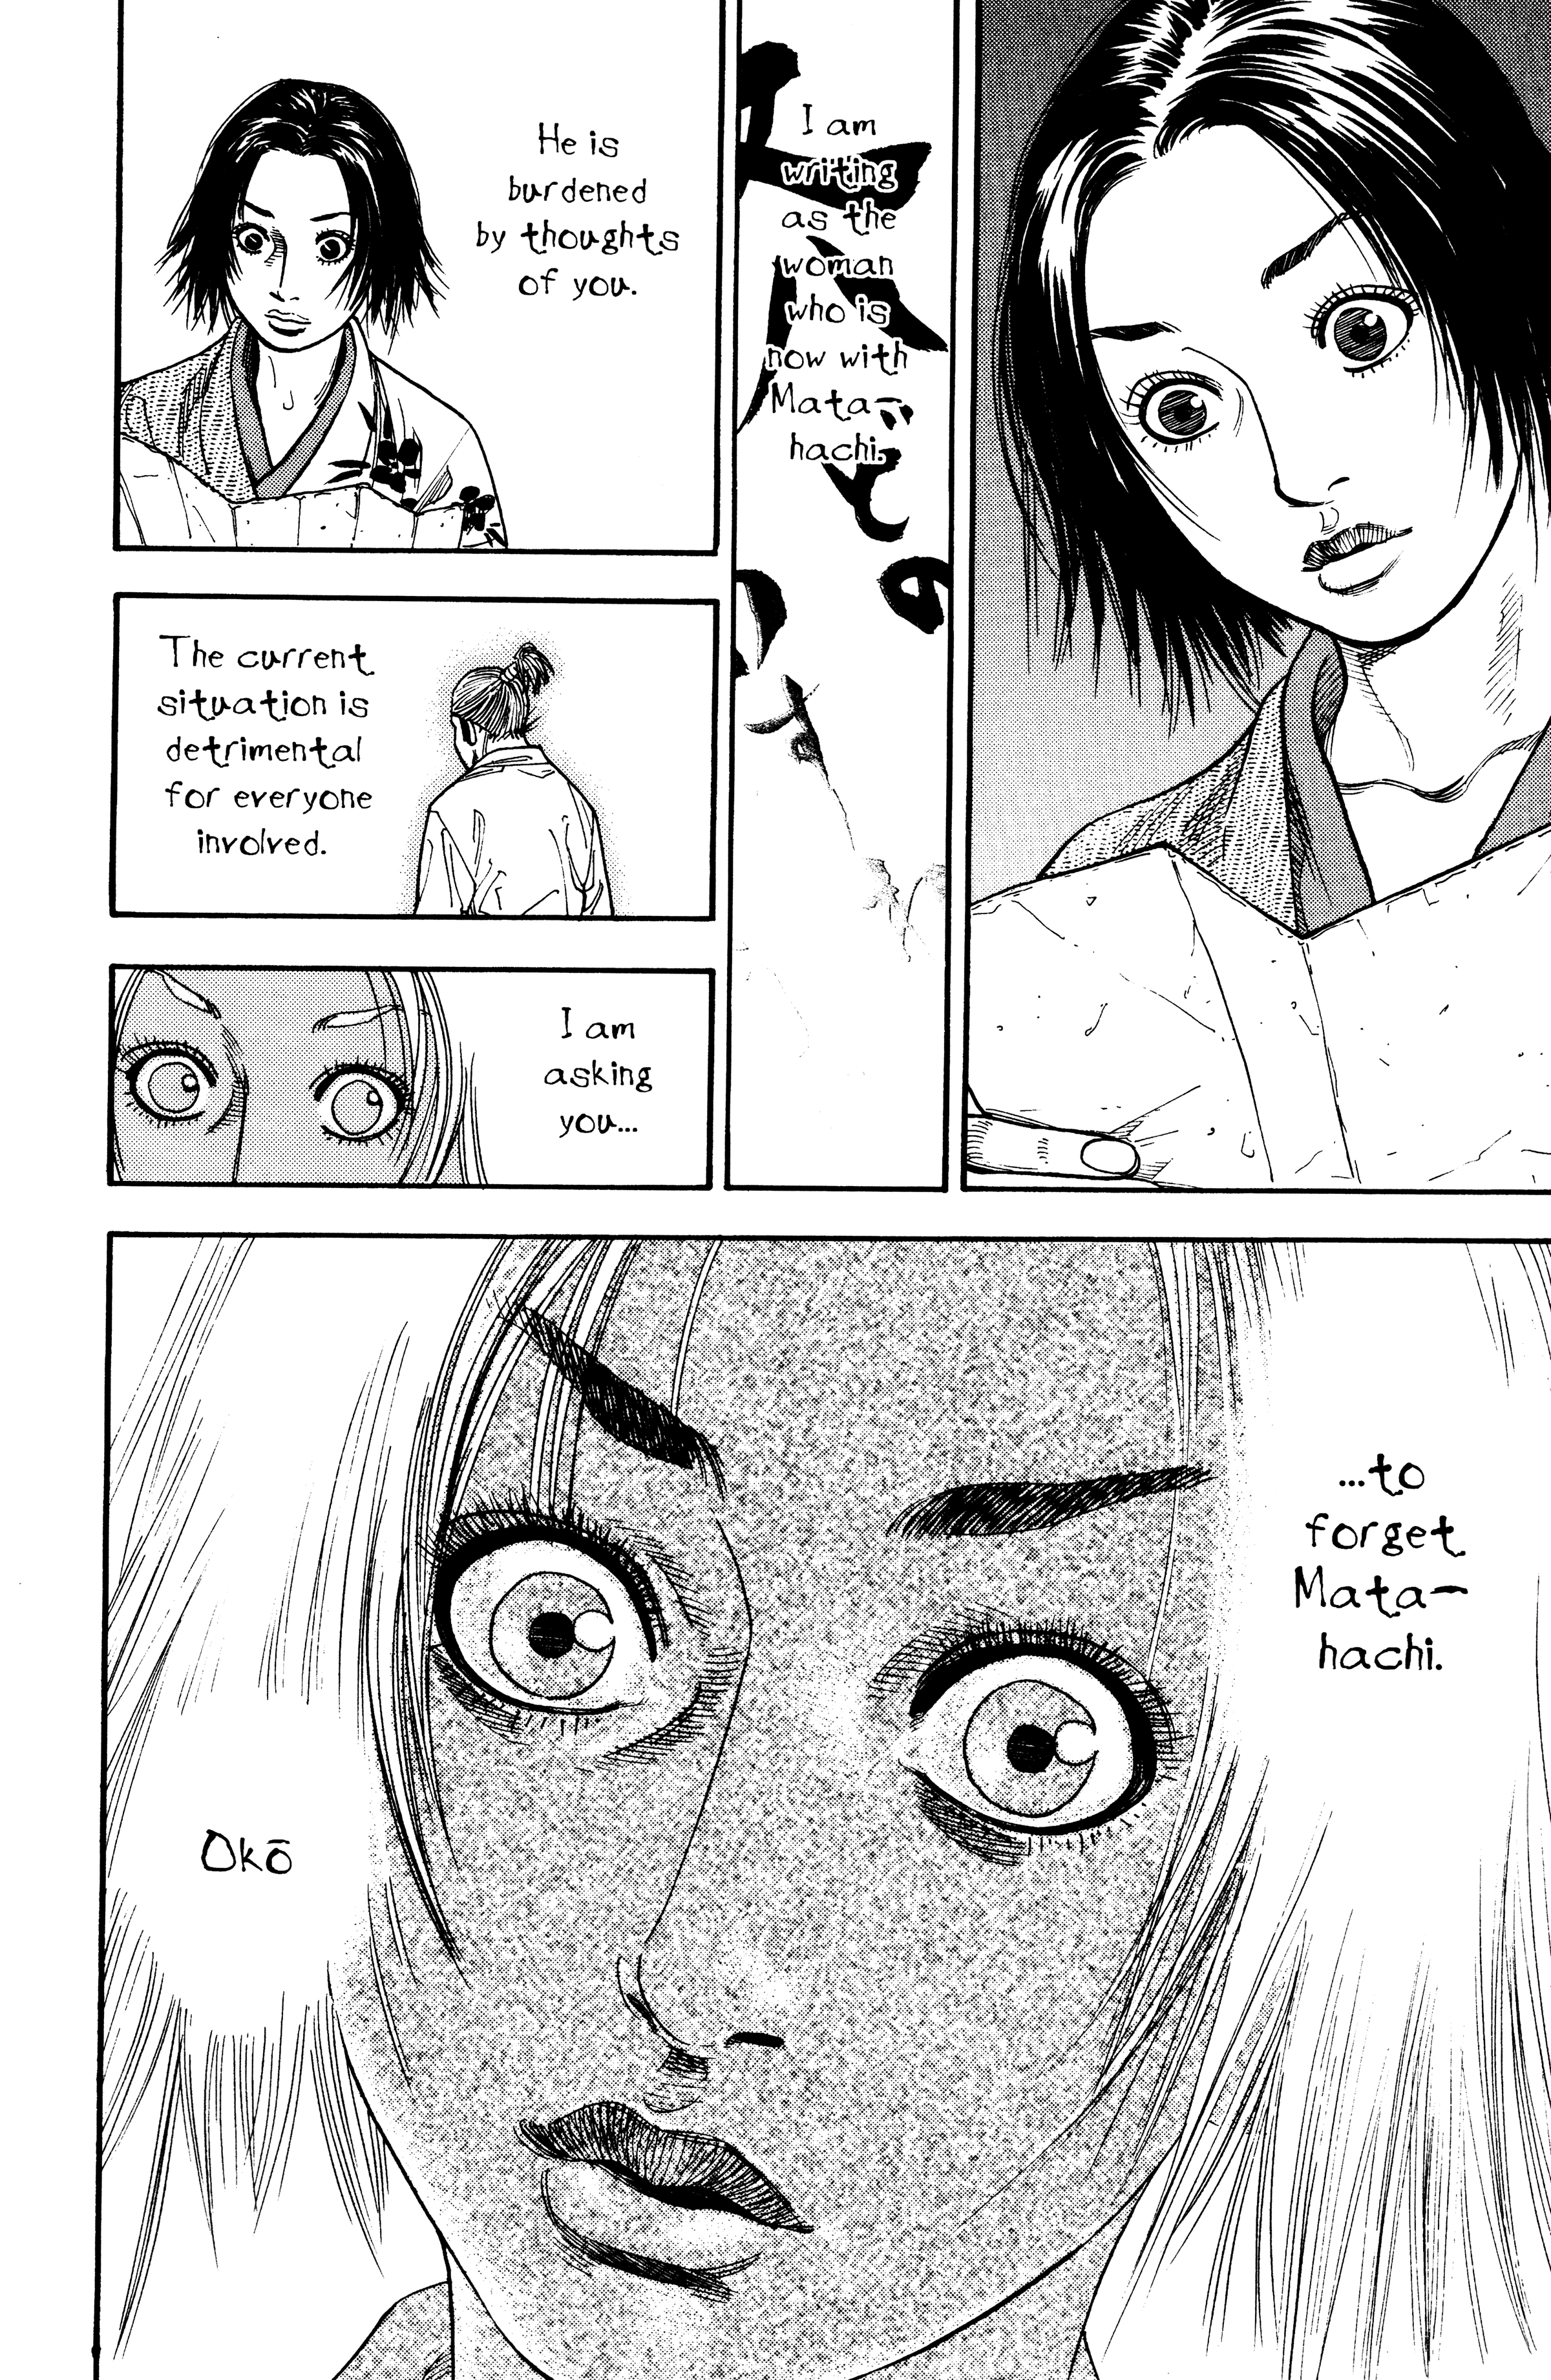 I am
writing
as the
woman
who is
now with
Mata-
hachi.
He is
burdened
by thoughts
of you.
The current
situation is
detrimental
for everyone
involved.
I am
asking
you...
...to
forget
Mata-
hachi.
Okō